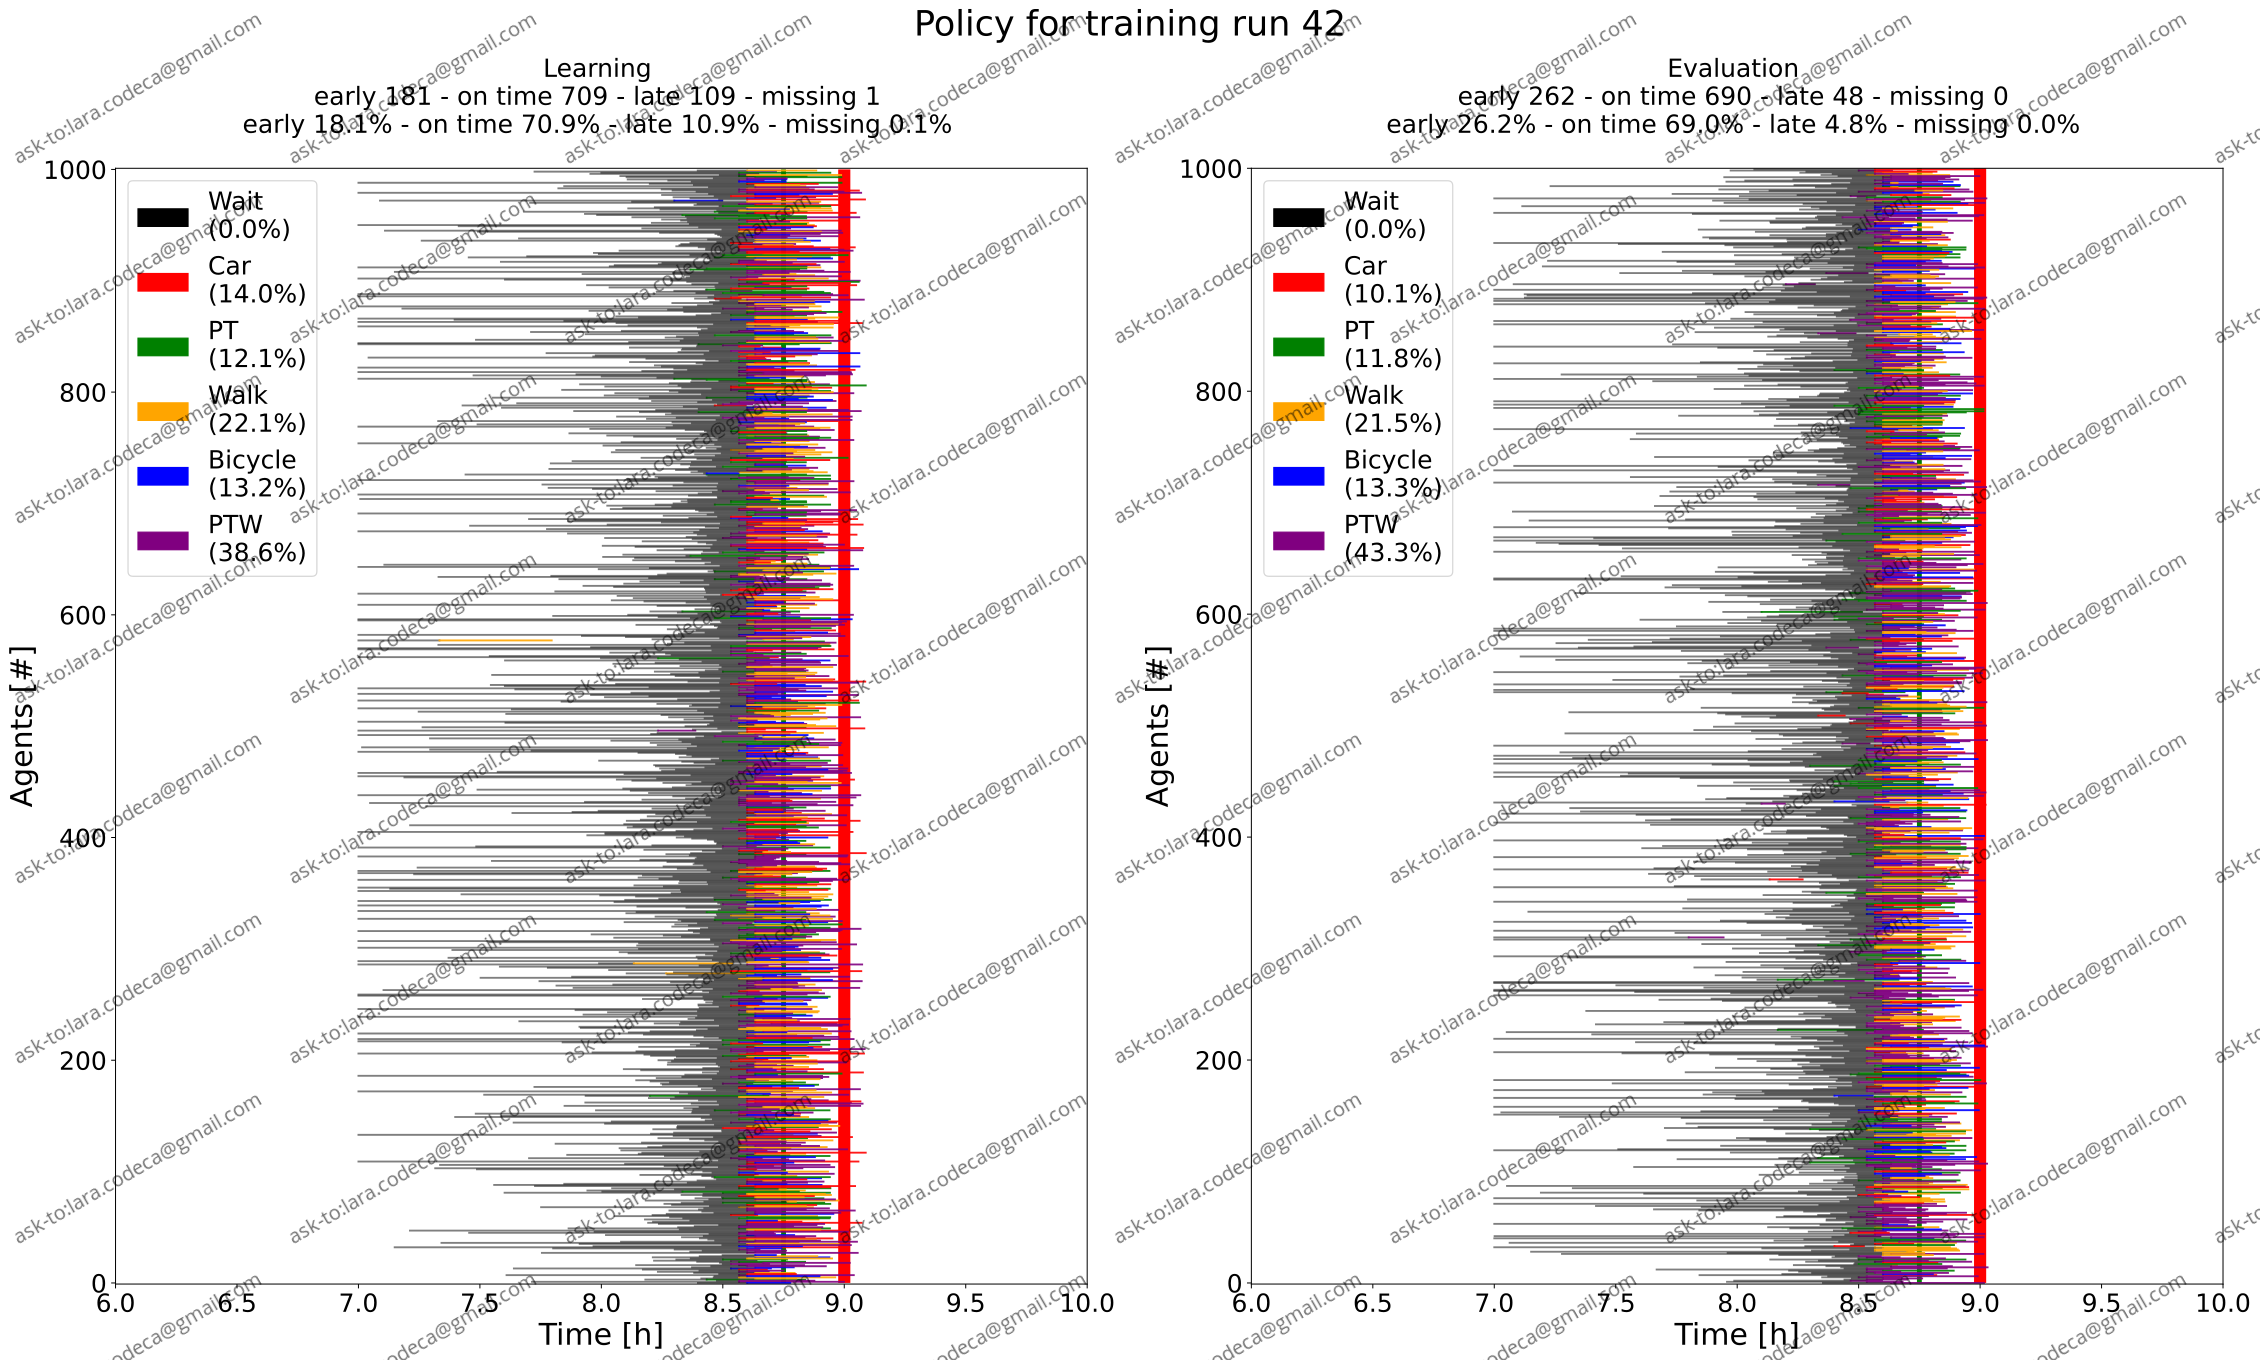 Policy for training run 42
Learning
early 181 - on time 709 - late 109 - missing 1
early 18.1% - on time 70.9% - late 10.9% - missing 0.1%
Agents [#]
1000
800
600
400
200
0
Wait
(0.0%)
Car
(14.0%)
PT
(12.1%)
Walk
(22.1%)
Bicycle
(13.2%)
PTW
(38.6%)
6.0 6.5 7.0 7.5 8.0 8.5 9.0 9.5 10.0
Time [h]
Evaluation
early 262 - on time 690 - late 48 - missing 0
early 26.2% - on time 69.0% - late 4.8% - missing 0.0%
Agents [#]
1000
800
600
400
200
0
Wait
(0.0%)
Car
(10.1%)
PT
(11.8%)
Walk
(21.5%)
Bicycle
(13.3%)
PTW
(43.3%)
6.0 6.5 7.0 7.5 8.0 8.5 9.0 9.5 10.0
Time [h]
ask-to:lara.codeca@gmail.com